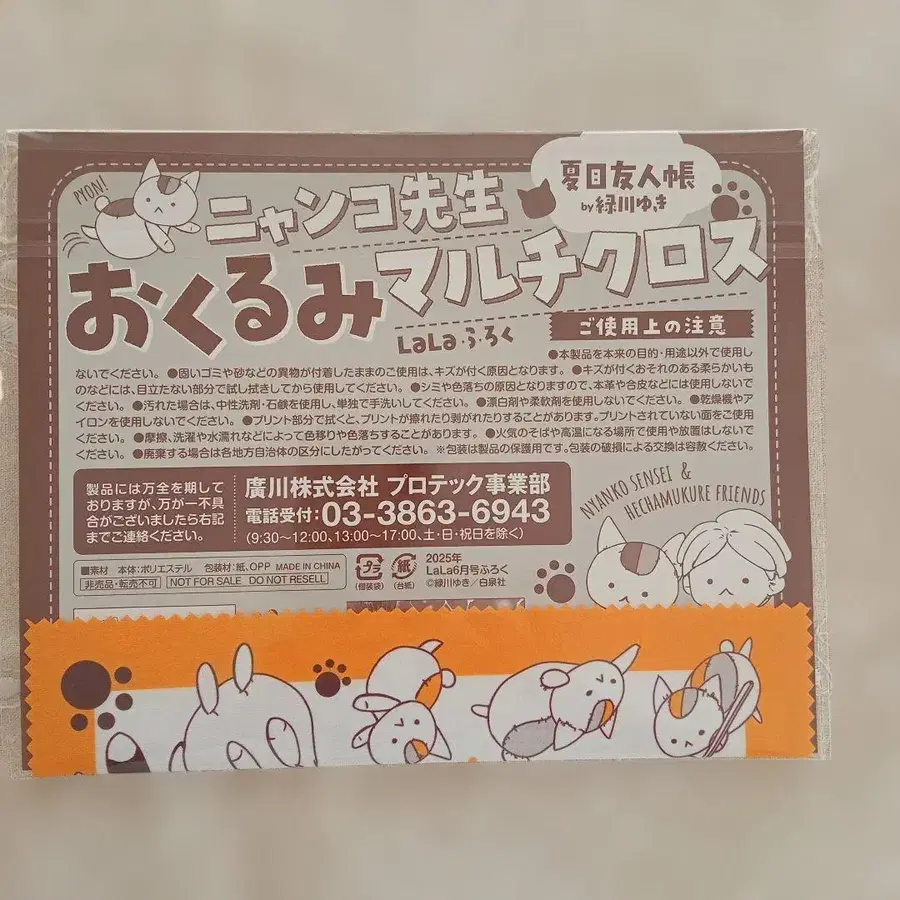 PYON!
夏目友人帳
by 緑川ゆき
ニャンコ先生
おくるみマルチクロス
LaLa・ふろく
ご使用上の注意
●本製品を本来の目的・用途以外で使用し
ないでください。 ●固いゴミや砂などの異物が付着したままのご使用は、キズが付く原因となります。 ●キズが付くおそれのある柔らかいも
のなどには、目立たない部分で試し拭きしてから使用してください。 ●シミや色落ちの原因となりますので、本革や合皮などには使用しないで
ください。 ●汚れた場合は、中性洗剤・石鹸を使用し、単独で手洗いしてください。 ●漂白剤や柔軟剤を使用しないでください。 ●乾燥機やア
イロンを使用しないでください。 ●プリント部分で拭くと、プリントが擦れたり剥がれたりすることがあります。プリントされていない面をご使用
ください。 ●摩擦、洗濯や水濡れなどによって色移りや色落ちすることがあります。 ●火気のそばや高温になる場所で使用や放置はしないで
ください。 ●廃棄する場合は各地方自治体の区分にしたがってください。 ※包装は製品の保護用です。包装の破損による交換は容赦ください。
製品には万全を期して
おりますが、万が一不具
合がございましたら右記
までご連絡ください。
廣川株式会社 プロテック事業部
電話受付:03-3863-6943
(9:30~12:00、13:00~17:00、土・日・祝日を除く)
NYANKO SENSEI &
HECHAMUKURE FRIENDS
■素材 本体:ポリエステル 包装材:紙、OPP MADE IN CHINA
非売品・転売不可 NOT FOR SALE DO NOT RESELL
プラ
(個装袋)
紙
(台紙)
2025年
LaLa6月号ふろく
©緑川ゆき/白泉社